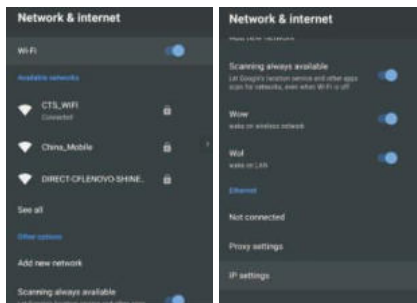 Network & internet
Wi-Fi
Available networks
CTS_WIFI
Connected
China_Mobile
DIRECT-CFLENOVO-SHINE..
See all
Other options
Add new network
Scanning always available
Network & internet
Add new network
Scanning always available
Let Google's location service and other apps
scan for networks, even when Wi-Fi is off
Wow
wake on wireless network
Wol
wake on LAN
Ethernet
Not connected
Proxy settings
IP settings